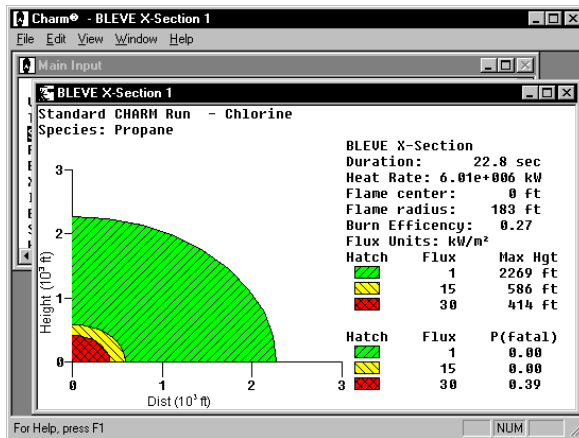 Charm® - BLEVE X-Section 1
File Edit View Window Help
Main Input
BLEVE X-Section 1
Standard CHARM Run - Chlorine
Species: Propane
BLEVE X-Section
Duration: 22.8 sec
Heat Rate: 6.01e+006 kW
Flame center: 0 ft
Flame radius: 183 ft
Burn Efficency: 0.27
Flux Units: kW/m²
Hatch Flux Max Hgt
1 2269 ft
15 586 ft
30 414 ft
Hatch Flux P(fatal)
1 0.00
15 0.00
30 0.39
Height (10³ ft)
3
2
1
0
0 1 2 3
Dist (10³ ft)
For Help, press F1
NUM